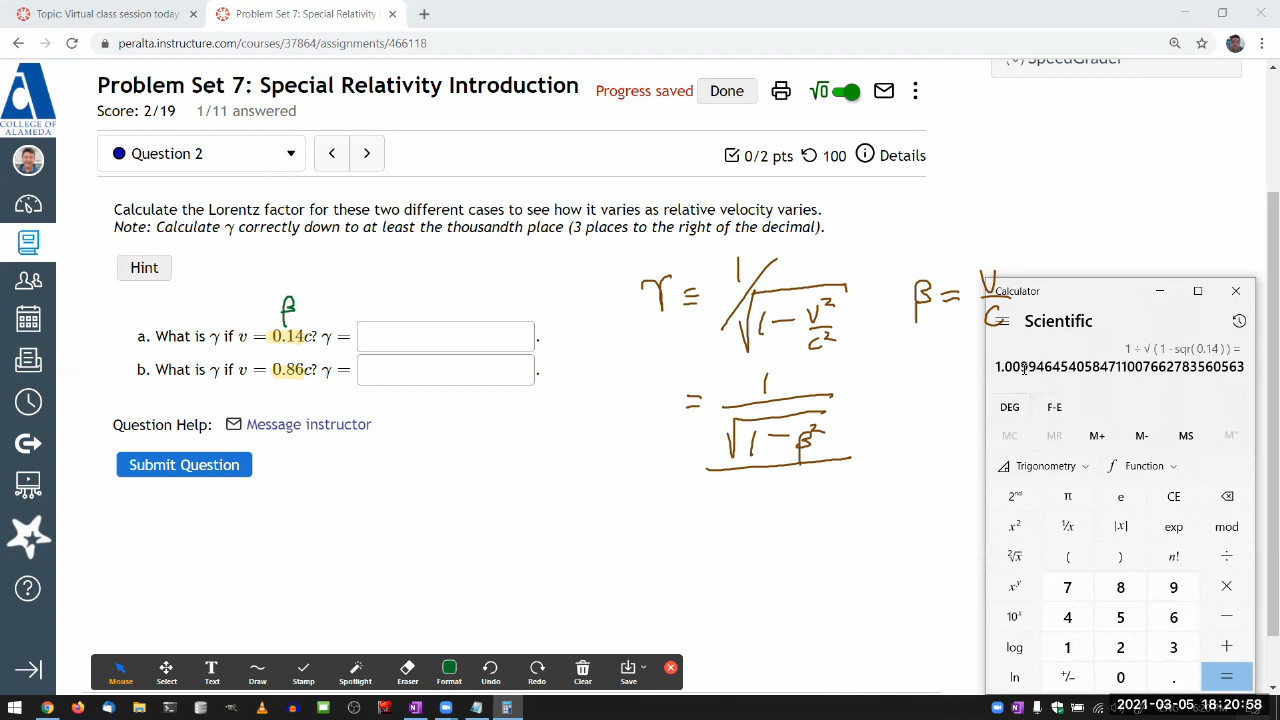 Topic: Virtual class session today
Problem Set 7: Special Relativity I
peralta.instructure.com/courses/37864/assignments/466118
COLLEGE OF
ALAMEDA
Problem Set 7: Special Relativity Introduction
Progress saved
Done
√0
Score: 2/19 1/11 answered
SpeedGrader
Question 2
0/2 pts
100
Details
Calculate the Lorentz factor for these two different cases to see how it varies as relative velocity varies.
Note: Calculate γ correctly down to at least the thousandth place (3 places to the right of the decimal).
Hint
β
a. What is γ if v = 0.14c? γ =
.
b. What is γ if v = 0.86c? γ =
.
γ ≡ 1/√(1 - v²/c²)
β = v/c
= 1/√(1 - β²)
Question Help: Message instructor
Submit Question
Calculator
Scientific
1 ÷ √ ( 1 - sqr( 0.14 ) ) =
1.0099464540584711007662783560563
DEG F-E
MC MR M+ M- MS M˅
Trigonometry Function
2ⁿᵈ π e CE
x² ¹/x |x| exp mod
²√x ( ) n! ÷
xʸ 7 8 9 ×
10ˣ 4 5 6 −
log 1 2 3 +
ln +/− 0 . =
Mouse Select Text Draw Stamp Spotlight Eraser Format Undo Redo Clear Save
2021-03-05 18:20:58